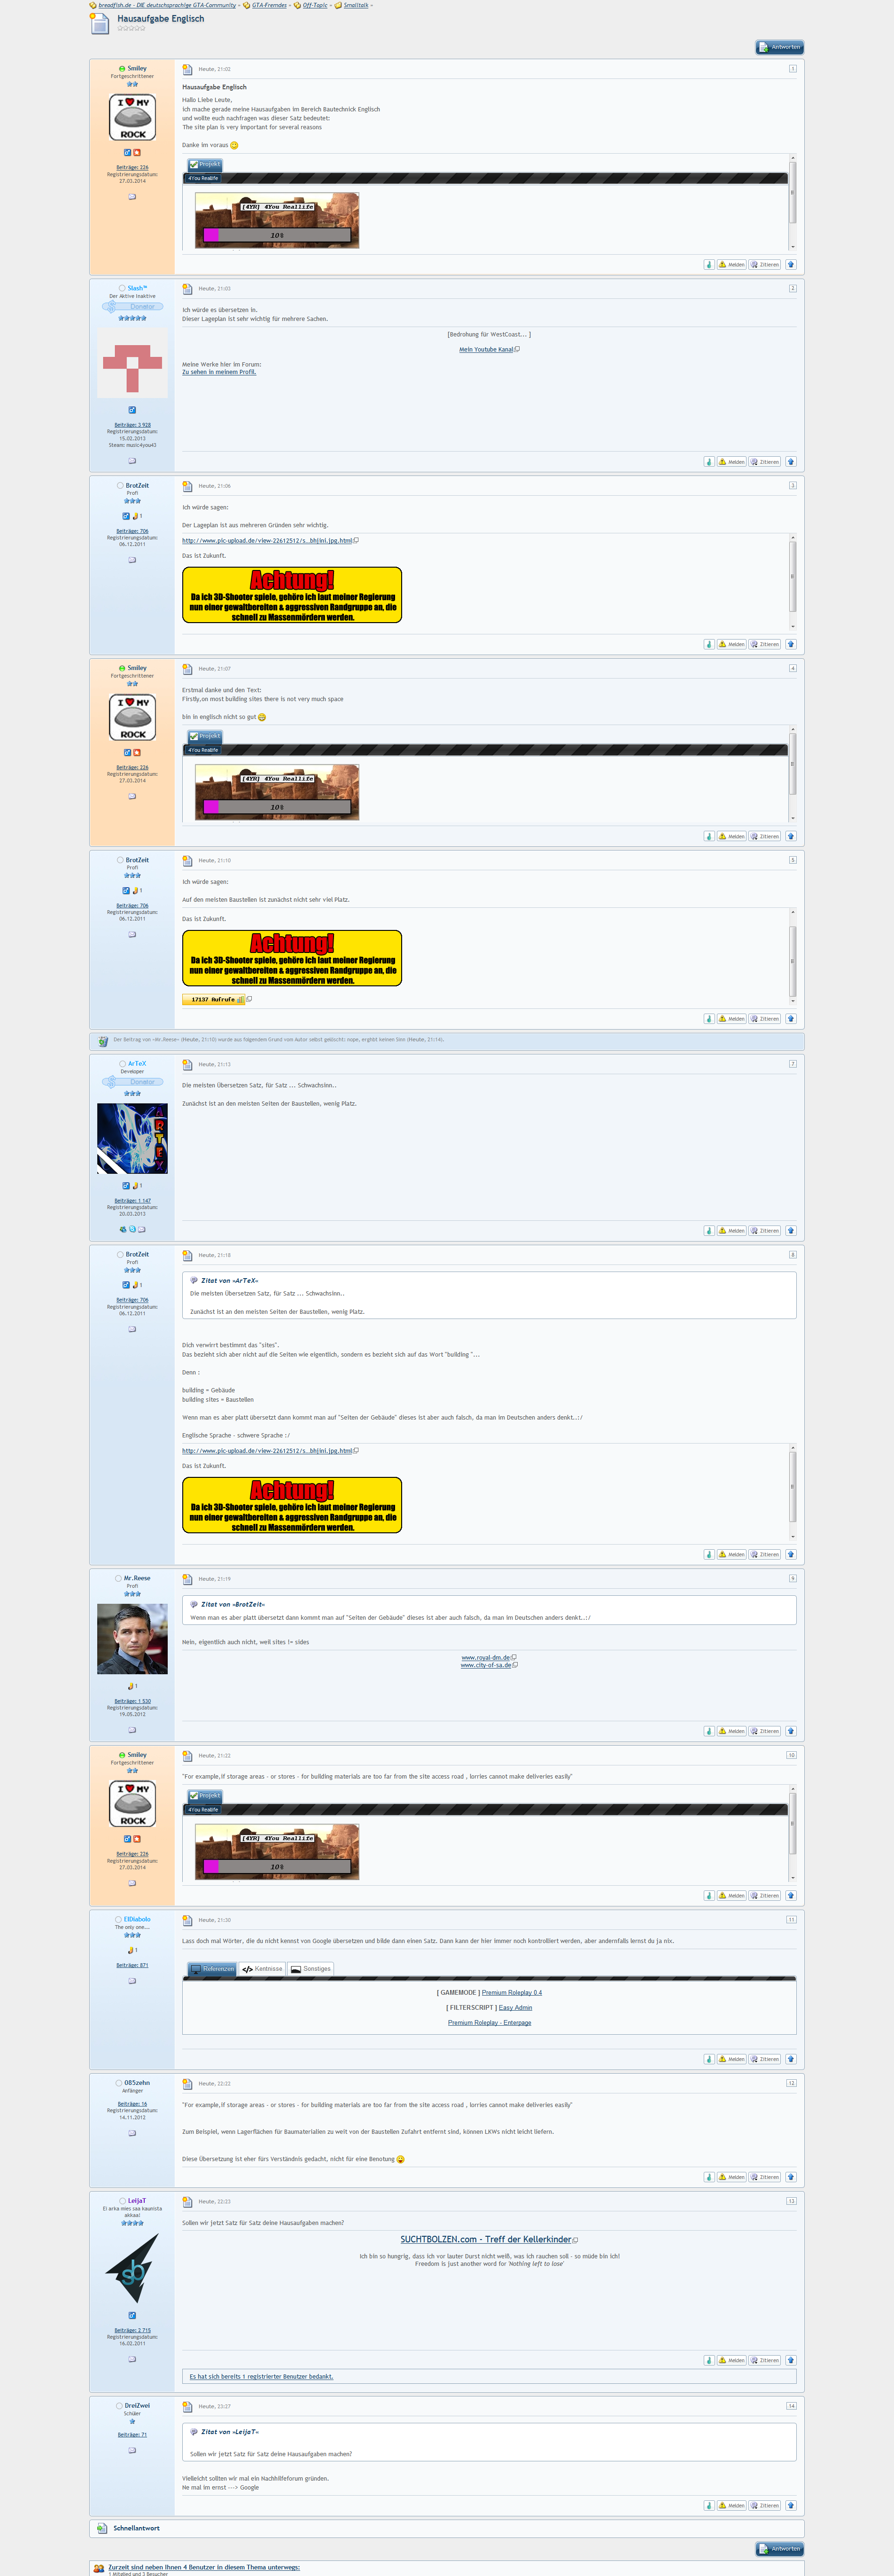 breadfish.de - DIE deutschsprachige GTA-Community » GTA-Fremdes » Off-Topic » Smalltalk »
Hausaufgabe Englisch
Antworten
Smiley
Fortgeschrittener
I MY
ROCK
Beiträge: 226
Registrierungsdatum:
27.03.2014
Heute, 21:02
1
Hausaufgabe Englisch
Hallo Liebe Leute,
Ich mache gerade meine Hausaufgaben im Bereich Bautechnick Englisch
und wollte euch nachfragen was dieser Satz bedeutet:
The site plan is very important for several reasons
Danke im voraus
Projekt
4You Reallife
[4YR] 4You Reallife
10%
Melden Zitieren
Slash™
Der Aktive Inaktive
Donator
Beiträge: 3 928
Registrierungsdatum:
15.02.2013
Steam: music4you43
Heute, 21:03
2
Ich würde es übersetzen in.
Dieser Lageplan ist sehr wichtig für mehrere Sachen.
[Bedrohung für WestCoast... ]
Mein Youtube Kanal
Meine Werke hier im Forum:
Zu sehen in meinem Profil.
Melden Zitieren
BrotZeit
Profi
1
Beiträge: 706
Registrierungsdatum:
06.12.2011
Heute, 21:06
3
Ich würde sagen:
Der Lageplan ist aus mehreren Gründen sehr wichtig.
http://www.pic-upload.de/view-22612512/s…bhjini.jpg.html
Das ist Zukunft.
Achtung!
Da ich 3D-Shooter spiele, gehöre ich laut meiner Regierung
nun einer gewaltbereiten & aggressiven Randgruppe an, die
schnell zu Massenmördern werden.
Melden Zitieren
Smiley
Fortgeschrittener
I MY
ROCK
Beiträge: 226
Registrierungsdatum:
27.03.2014
Heute, 21:07
4
Erstmal danke und den Text:
Firstly,on most building sites there is not very much space
bin in englisch nicht so gut
Projekt
4You Reallife
[4YR] 4You Reallife
10%
Melden Zitieren
BrotZeit
Profi
1
Beiträge: 706
Registrierungsdatum:
06.12.2011
Heute, 21:10
5
Ich würde sagen:
Auf den meisten Baustellen ist zunächst nicht sehr viel Platz.
Das ist Zukunft.
Achtung!
Da ich 3D-Shooter spiele, gehöre ich laut meiner Regierung
nun einer gewaltbereiten & aggressiven Randgruppe an, die
schnell zu Massenmördern werden.
17137 Aufrufe
Melden Zitieren
Der Beitrag von »Mr.Reese« (Heute, 21:10) wurde aus folgendem Grund vom Autor selbst gelöscht: nope, ergibt keinen Sinn (Heute, 21:14).
ArTeX
Developer
Donator
ARTEX
1
Beiträge: 1 147
Registrierungsdatum:
20.03.2013
Heute, 21:13
7
Die meisten Übersetzen Satz, für Satz ... Schwachsinn..
Zunächst ist an den meisten Seiten der Baustellen, wenig Platz.
Melden Zitieren
BrotZeit
Profi
1
Beiträge: 706
Registrierungsdatum:
06.12.2011
Heute, 21:18
8
Zitat von »ArTeX«
Die meisten Übersetzen Satz, für Satz ... Schwachsinn..
Zunächst ist an den meisten Seiten der Baustellen, wenig Platz.
Dich verwirrt bestimmt das "sites".
Das bezieht sich aber nicht auf die Seiten wie eigentlich, sondern es bezieht sich auf das Wort "building "...
Denn :
building = Gebäude
building sites = Baustellen
Wenn man es aber platt übersetzt dann kommt man auf "Seiten der Gebäude" dieses ist aber auch falsch, da man im Deutschen anders denkt..:/
Englische Sprache - schwere Sprache :/
http://www.pic-upload.de/view-22612512/s…bhjini.jpg.html
Das ist Zukunft.
Achtung!
Da ich 3D-Shooter spiele, gehöre ich laut meiner Regierung
nun einer gewaltbereiten & aggressiven Randgruppe an, die
schnell zu Massenmördern werden.
Melden Zitieren
Mr.Reese
Profi
1
Beiträge: 1 530
Registrierungsdatum:
19.05.2012
Heute, 21:19
9
Zitat von »BrotZeit«
Wenn man es aber platt übersetzt dann kommt man auf "Seiten der Gebäude" dieses ist aber auch falsch, da man im Deutschen anders denkt..:/
Nein, eigentlich auch nicht, weil sites != sides
www.royal-dm.de
www.city-of-sa.de
Melden Zitieren
Smiley
Fortgeschrittener
I MY
ROCK
Beiträge: 226
Registrierungsdatum:
27.03.2014
Heute, 21:22
10
"For example,if storage areas - or stores - for building materials are too far from the site access road , lorries cannot make deliveries easily"
Projekt
4You Reallife
[4YR] 4You Reallife
10%
Melden Zitieren
ElDiabolo
The only one....
1
Beiträge: 871
Heute, 21:30
11
Lass doch mal Wörter, die du nicht kennst von Google übersetzen und bilde dann einen Satz. Dann kann der hier immer noch kontrolliert werden, aber andernfalls lernst du ja nix.
Referenzen Kentnisse Sonstiges
[ GAMEMODE ] Premium Roleplay 0.4
[ FILTERSCRIPT ] Easy Admin
Premium Roleplay - Enterpage
Melden Zitieren
085zehn
Anfänger
Beiträge: 16
Registrierungsdatum:
14.11.2012
Heute, 22:22
12
"For example,if storage areas - or stores - for building materials are too far from the site access road , lorries cannot make deliveries easily"
Zum Beispiel, wenn Lagerflächen für Baumaterialien zu weit von der Baustellen Zufahrt entfernt sind, können LKWs nicht leicht liefern.
Diese Übersetzung ist eher fürs Verständnis gedacht, nicht für eine Benotung
Melden Zitieren
LeijaT
Ei arka mies saa kaunista
akkaa!
sb
Beiträge: 2 715
Registrierungsdatum:
16.02.2011
Heute, 22:23
13
Sollen wir jetzt Satz für Satz deine Hausaufgaben machen?
SUCHTBOLZEN.com - Treff der Kellerkinder
Ich bin so hungrig, dass ich vor lauter Durst nicht weiß, was ich rauchen soll - so müde bin ich!
Freedom is just another word for 'Nothing left to lose'
Melden Zitieren
Es hat sich bereits 1 registrierter Benutzer bedankt.
DreiZwei
Schüler
Beiträge: 71
Heute, 23:27
14
Zitat von »LeijaT«
Sollen wir jetzt Satz für Satz deine Hausaufgaben machen?
Vielleicht sollten wir mal ein Nachhilfeforum gründen.
Ne mal im ernst ---> Google
Melden Zitieren
Schnellantwort
Antworten
Zurzeit sind neben Ihnen 4 Benutzer in diesem Thema unterwegs:
1 Mitglied und 3 Besucher